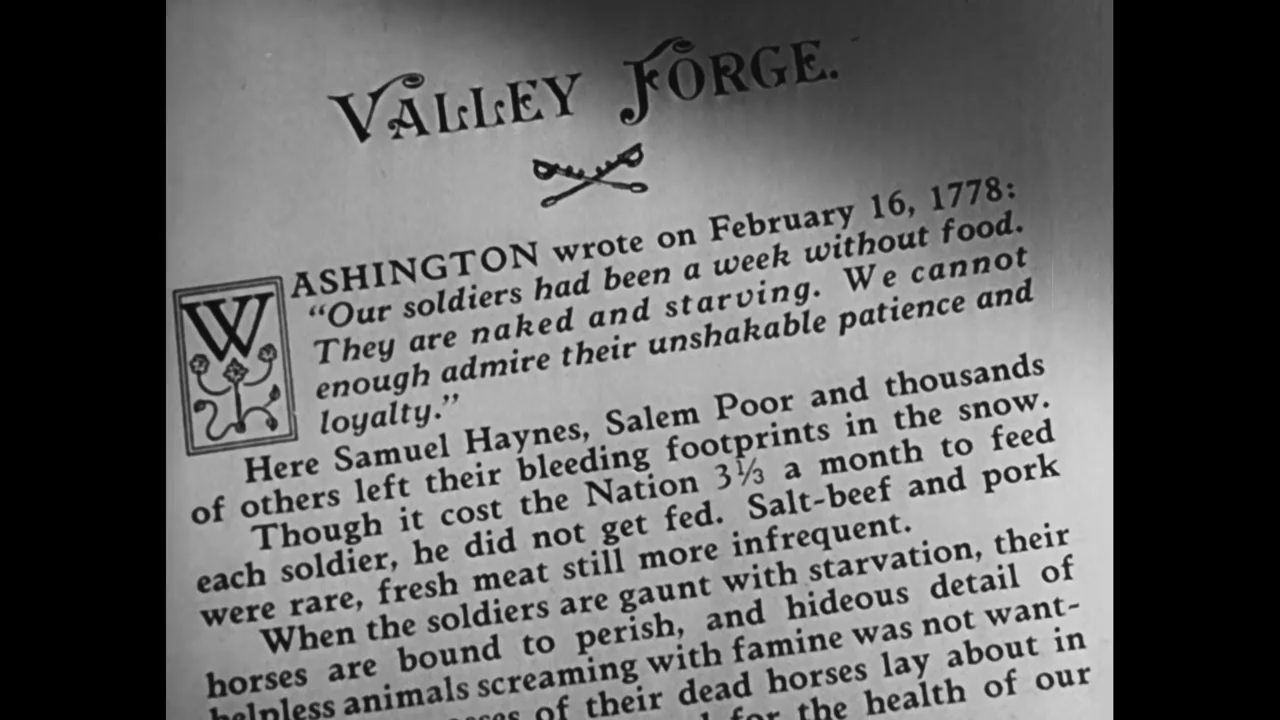 VALLEY FORGE.
WASHINGTON wrote on February 16, 1778:
“Our soldiers had been a week without food.
They are naked and starving. We cannot
enough admire their unshakable patience and
loyalty.”
Here Samuel Haynes, Salem Poor and thousands
of others left their bleeding footprints in the snow.
Though it cost the Nation 3⅓ a month to feed
each soldier, he did not get fed. Salt-beef and pork
were rare, fresh meat still more infrequent.
When the soldiers are gaunt with starvation, their
horses are bound to perish, and hideous detail of
helpless animals screaming with famine was not want-
of their dead horses lay about in
for the health of our